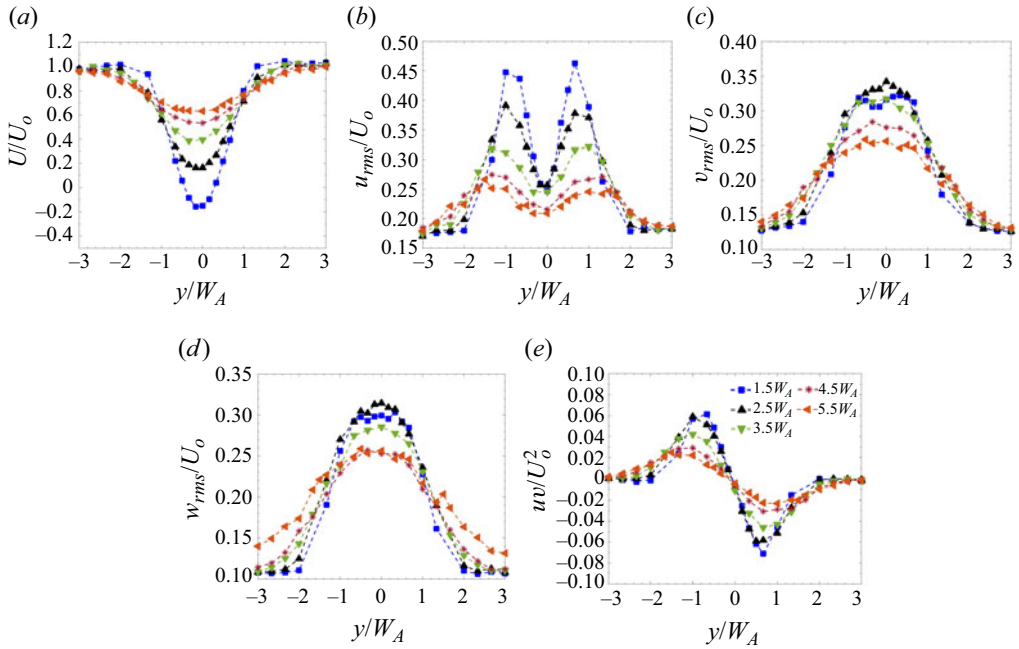 (a)
U/U_o
1.2
1.0
0.8
0.6
0.4
0.2
0
−0.2
−0.4
−3 −2 −1 0 1 2 3
y/W_A
(b)
u_rms/U_o
0.50
0.45
0.40
0.35
0.30
0.25
0.20
0.15
−3 −2 −1 0 1 2 3
y/W_A
(c)
v_rms/U_o
0.40
0.35
0.30
0.25
0.20
0.15
0.10
−3 −2 −1 0 1 2 3
y/W_A
(d)
w_rms/U_o
0.35
0.30
0.25
0.20
0.15
0.10
−3 −2 −1 0 1 2 3
y/W_A
(e)
uv/U_o^2
0.10
0.08
0.06
0.04
0.02
0
−0.02
−0.04
−0.06
−0.08
−0.10
1.5W_A 4.5W_A
2.5W_A 5.5W_A
3.5W_A
−3 −2 −1 0 1 2 3
y/W_A